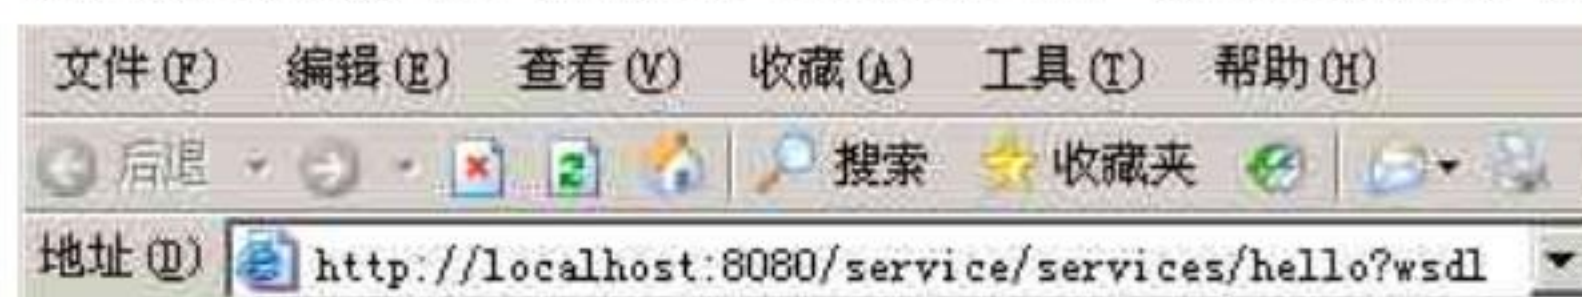 文件(F) 编辑(E) 查看(V) 收藏(A) 工具(T) 帮助(H)
后退 搜索 收藏夹
地址(D) http://localhost:8080/service/services/hello?wsdl